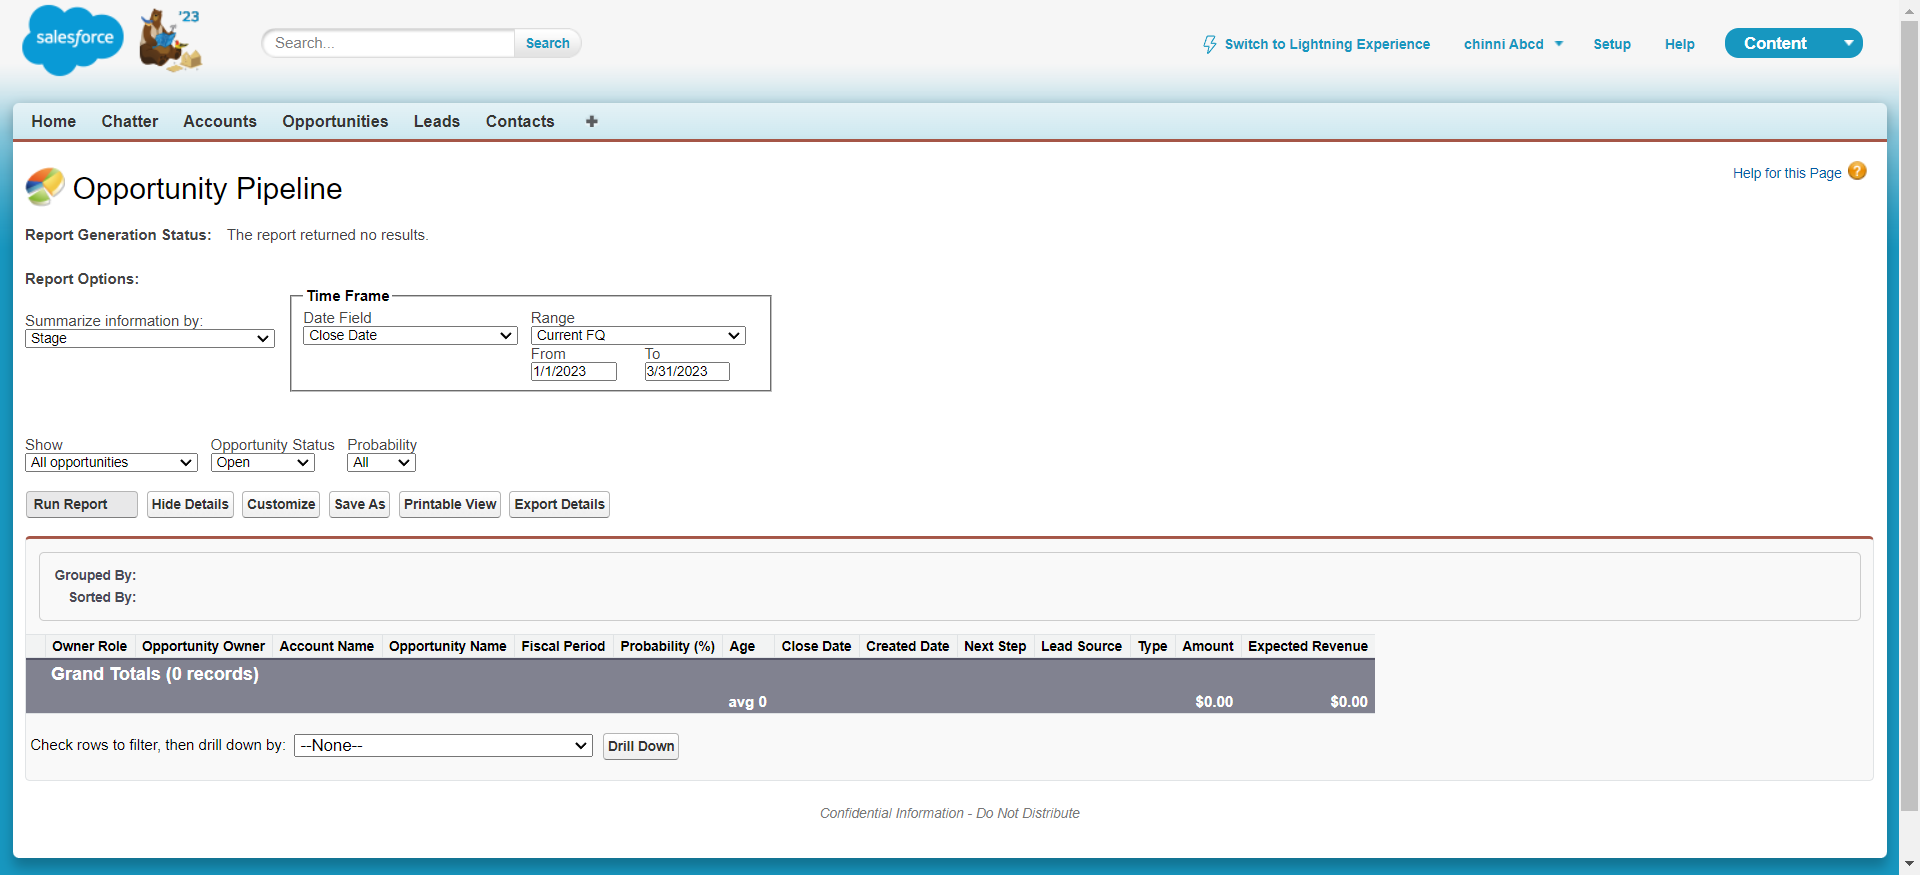 salesforce
'23
Search...
Search
Switch to Lightning Experience
chinni Abcd
Setup
Help
Content
Home
Chatter
Accounts
Opportunities
Leads
Contacts
Opportunity Pipeline
Help for this Page
Report Generation Status: The report returned no results.
Report Options:
Summarize information by:
Stage
Time Frame
Date Field
Close Date
Range
Current FQ
From
To
1/1/2023
3/31/2023
Show
All opportunities
Opportunity Status
Open
Probability
All
Run Report
Hide Details
Customize
Save As
Printable View
Export Details
Grouped By:
Sorted By:
Owner Role Opportunity Owner Account Name Opportunity Name Fiscal Period Probability (%) Age Close Date Created Date Next Step Lead Source Type Amount Expected Revenue
Grand Totals (0 records)
avg 0 $0.00 $0.00
Check rows to filter, then drill down by: --None-- Drill Down
Confidential Information - Do Not Distribute